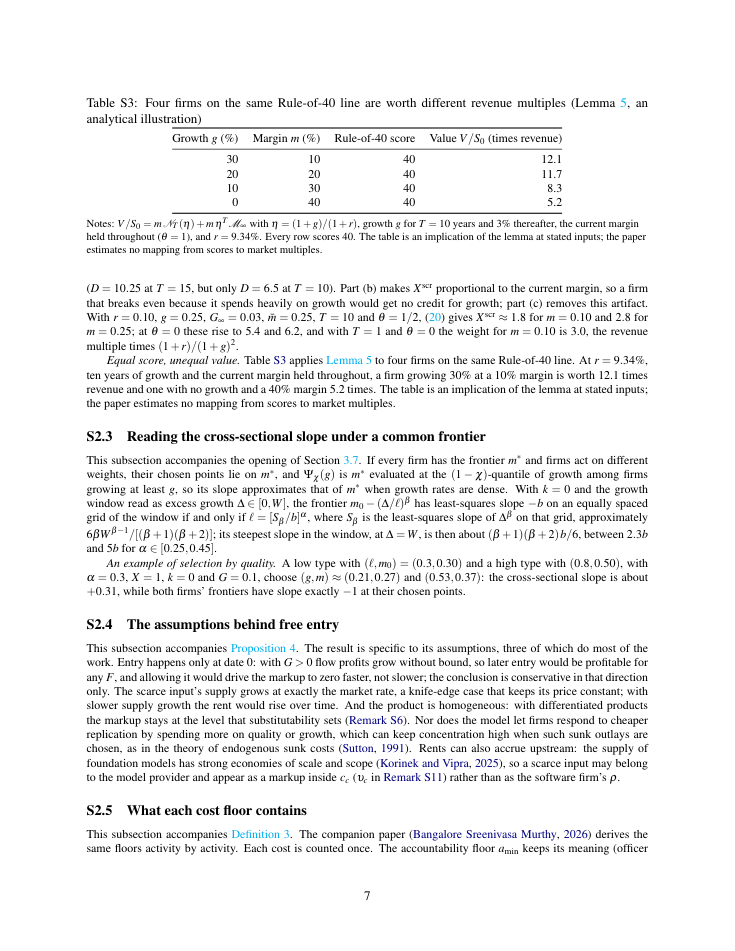 Table S3: Four firms on the same Rule-of-40 line are worth different revenue multiples (Lemma 5, an
analytical illustration)
Growth g (%) Margin m (%) Rule-of-40 score Value V/S₀ (times revenue)
30 10 40 12.1
20 20 40 11.7
10 30 40 8.3
0 40 40 5.2
Notes: V/S₀ = m 𝒩_T(η) + m η^T ℳ_∞ with η = (1+g)/(1+r), growth g for T = 10 years and 3% thereafter, the current margin
held throughout (θ = 1), and r = 9.34%. Every row scores 40. The table is an implication of the lemma at stated inputs; the paper
estimates no mapping from scores to market multiples.
(D = 10.25 at T = 15, but only D = 6.5 at T = 10). Part (b) makes X^scr proportional to the current margin, so a firm
that breaks even because it spends heavily on growth would get no credit for growth; part (c) removes this artifact.
With r = 0.10, g = 0.25, G_∞ = 0.03, m̄ = 0.25, T = 10 and θ = 1/2, (20) gives X^scr ≈ 1.8 for m = 0.10 and 2.8 for
m = 0.25; at θ = 0 these rise to 5.4 and 6.2, and with T = 1 and θ = 0 the weight for m = 0.10 is 3.0, the revenue
multiple times (1+r)/(1+g)².
Equal score, unequal value. Table S3 applies Lemma 5 to four firms on the same Rule-of-40 line. At r = 9.34%,
ten years of growth and the current margin held throughout, a firm growing 30% at a 10% margin is worth 12.1 times
revenue and one with no growth and a 40% margin 5.2 times. The table is an implication of the lemma at stated inputs;
the paper estimates no mapping from scores to market multiples.
S2.3 Reading the cross-sectional slope under a common frontier
This subsection accompanies the opening of Section 3.7. If every firm has the frontier m* and firms act on different
weights, their chosen points lie on m*, and Ψ_χ(g) is m* evaluated at the (1 − χ)-quantile of growth among firms
growing at least g, so its slope approximates that of m* when growth rates are dense. With k = 0 and the growth
window read as excess growth Δ ∈ [0,W], the frontier m₀ − (Δ/ℓ)^β has least-squares slope −b on an equally spaced
grid of the window if and only if ℓ = [S_β/b]^α, where S_β is the least-squares slope of Δ^β on that grid, approximately
6βW^{β−1}/[(β+1)(β+2)]; its steepest slope in the window, at Δ = W, is then about (β+1)(β+2)b/6, between 2.3b
and 5b for α ∈ [0.25,0.45].
An example of selection by quality. A low type with (ℓ,m₀) = (0.3,0.30) and a high type with (0.8,0.50), with
α = 0.3, X = 1, k = 0 and G = 0.1, choose (g,m) ≈ (0.21,0.27) and (0.53,0.37): the cross-sectional slope is about
+0.31, while both firms' frontiers have slope exactly −1 at their chosen points.
S2.4 The assumptions behind free entry
This subsection accompanies Proposition 4. The result is specific to its assumptions, three of which do most of the
work. Entry happens only at date 0: with G > 0 flow profits grow without bound, so later entry would be profitable for
any F, and allowing it would drive the markup to zero faster, not slower; the conclusion is conservative in that direction
only. The scarce input's supply grows at exactly the market rate, a knife-edge case that keeps its price constant; with
slower supply growth the rent would rise over time. And the product is homogeneous: with differentiated products
the markup stays at the level that substitutability sets (Remark S6). Nor does the model let firms respond to cheaper
replication by spending more on quality or growth, which can keep concentration high when such sunk outlays are
chosen, as in the theory of endogenous sunk costs (Sutton, 1991). Rents can also accrue upstream: the supply of
foundation models has strong economies of scale and scope (Korinek and Vipra, 2025), so a scarce input may belong
to the model provider and appear as a markup inside c_c (υ_c in Remark S11) rather than as the software firm's ρ.
S2.5 What each cost floor contains
This subsection accompanies Definition 3. The companion paper (Bangalore Sreenivasa Murthy, 2026) derives the
same floors activity by activity. Each cost is counted once. The accountability floor a_min keeps its meaning (officer
7